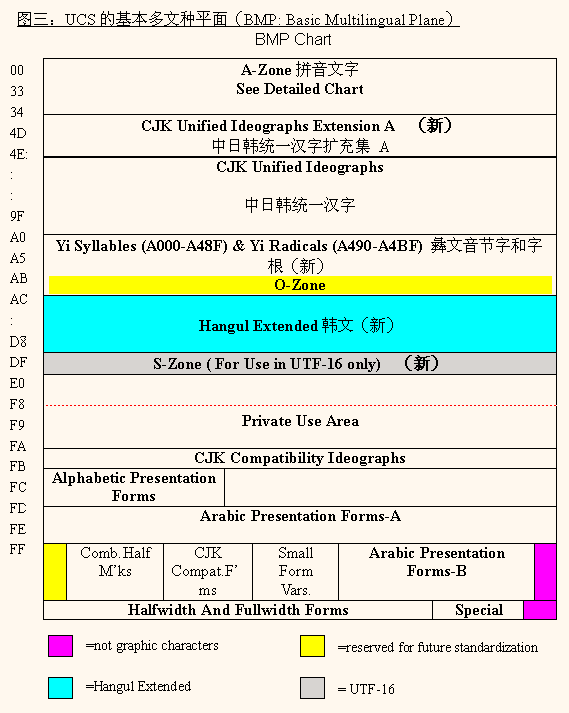 图三：UCS 的基本多文种平面（BMP: Basic Multilingual Plane）
BMP Chart
00
A-Zone 拼音文字
33
See Detailed Chart
34
4D
CJK Unified Ideographs Extension A （新）
4E:
中日韩统一汉字扩充集 A
:
CJK Unified Ideographs
:
中日韩统一汉字
9F
A0
Yi Syllables (A000-A48F) & Yi Radicals (A490-A4BF) 彝文音节字和字
A5
根（新）
AB
O-Zone
AC
:
Hangul Extended 韩文（新）
D8
DF
S-Zone ( For Use in UTF-16 only) （新）
E0
F8
F9
Private Use Area
FA
FB
CJK Compatibility Ideographs
FC
Alphabetic Presentation
Forms
FD
Arabic Presentation Forms-A
FE
FF
Comb.Half
M'ks
CJK
Compat.F'
ms
Small
Form
Vars.
Arabic Presentation
Forms-B
Halfwidth And Fullwidth Forms
Special
=not graphic characters
=reserved for future standardization
=Hangul Extended
= UTF-16